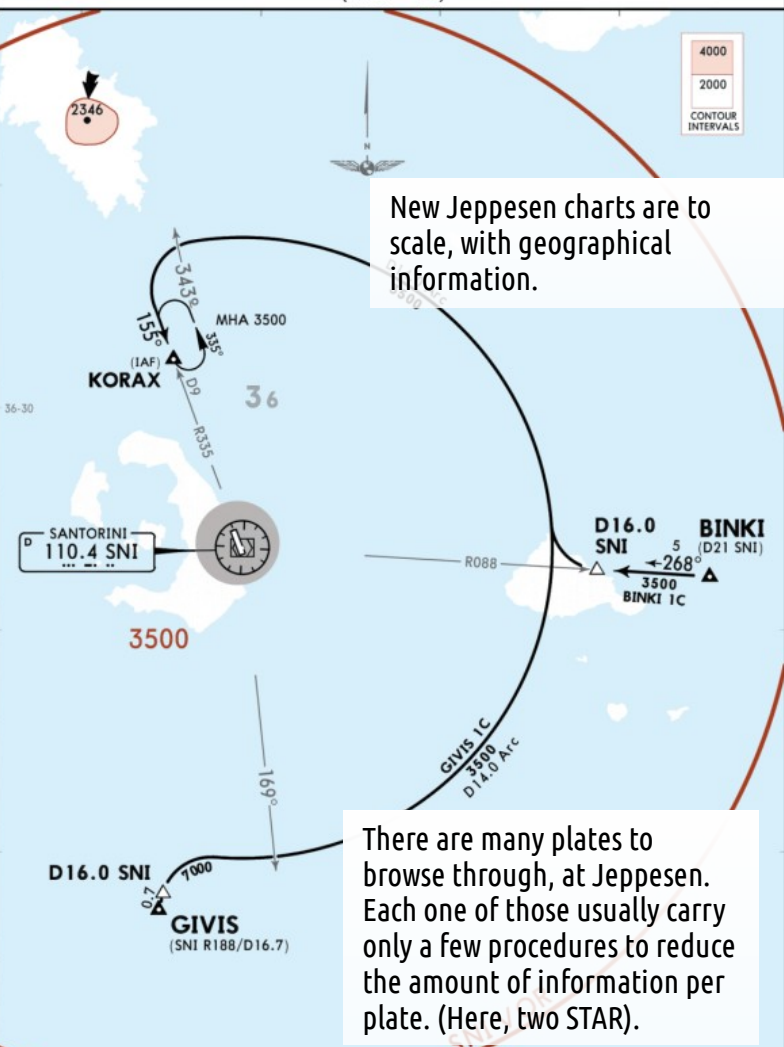 4000
2000
CONTOUR
INTERVALS
2346
N
New Jeppesen charts are to
scale, with geographical
information.
343°
155°
335°
MHA 3500
(IAF)
KORAX
D9
36
36-30
R335
D SANTORINI
110.4 SNI
D16.0
SNI
BINKI
(D21 SNI)
5
268°
3500
BINKI 1C
R088
3500
GIVIS 1C
3500
D14.0 Arc
169°
D16.0 SNI
7000
0.7
GIVIS
(SNI R188/D16.7)
There are many plates to
browse through, at Jeppesen.
Each one of those usually carry
only a few procedures to reduce
the amount of information per
plate. (Here, two STAR).
SNI VOR